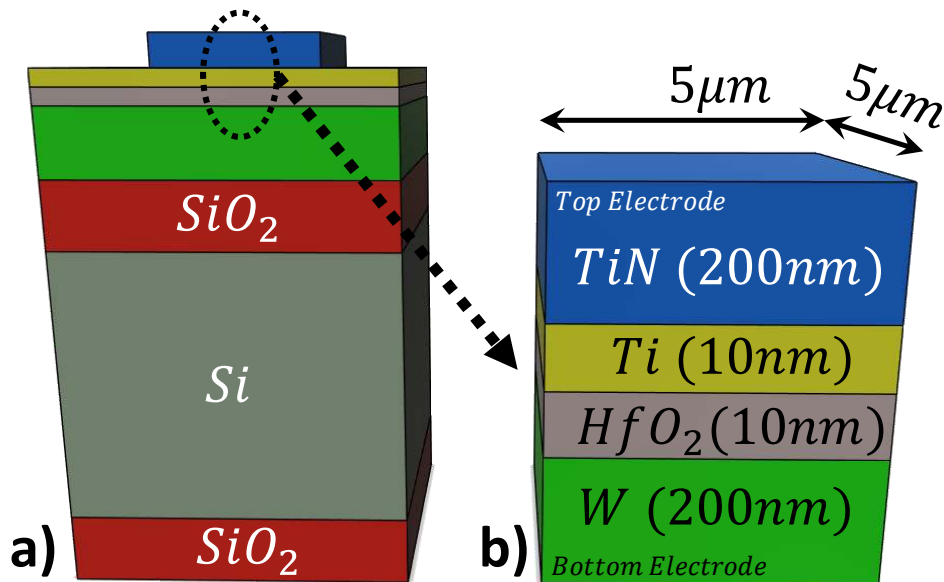 SiO₂
Si
SiO₂
a)
5μm
5μm
Top Electrode
TiN (200nm)
Ti (10nm)
HfO₂ (10nm)
W (200nm)
Bottom Electrode
b)